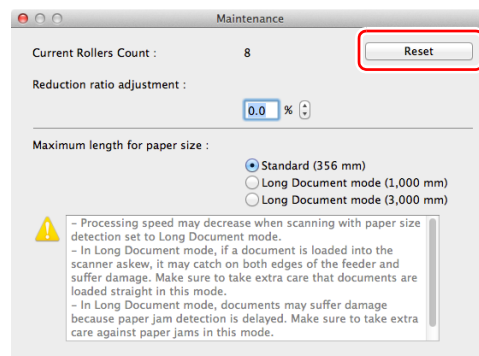 Maintenance
Current Rollers Count : 8 Reset
Reduction ratio adjustment :
0.0 %
Maximum length for paper size :
Standard (356 mm)
Long Document mode (1,000 mm)
Long Document mode (3,000 mm)
– Processing speed may decrease when scanning with paper size
detection set to Long Document mode.
– In Long Document mode, if a document is loaded into the
scanner askew, it may catch on both edges of the feeder and
suffer damage. Make sure to take extra care that documents are
loaded straight in this mode.
– In Long Document mode, documents may suffer damage
because paper jam detection is delayed. Make sure to take extra
care against paper jams in this mode.